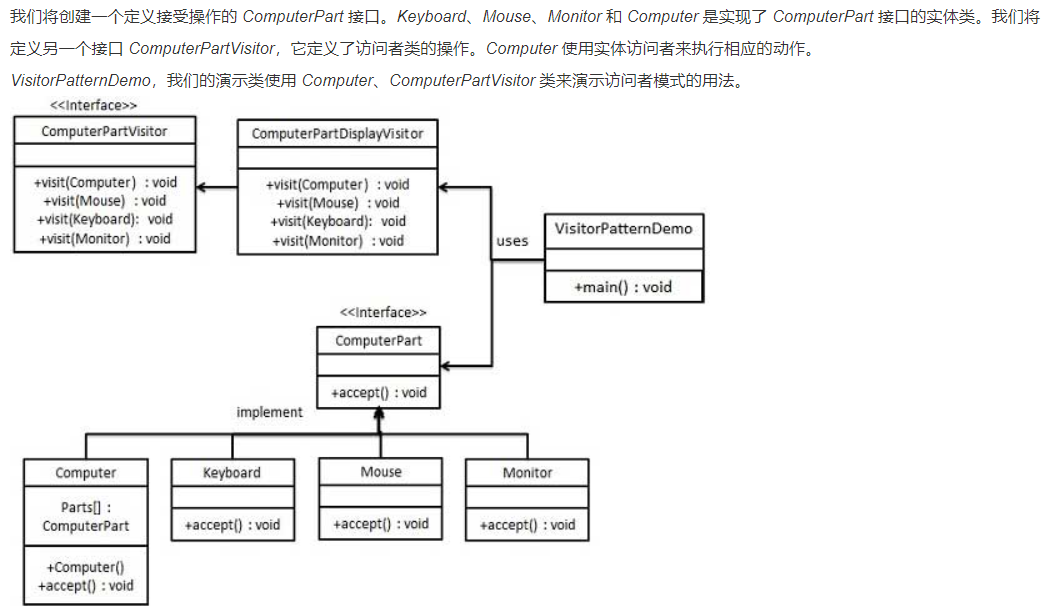 我们将创建一个定义接受操作的 ComputerPart 接口。Keyboard、Mouse、Monitor 和 Computer 是实现了 ComputerPart 接口的实体类。我们将
定义另一个接口 ComputerPartVisitor，它定义了访问者类的操作。Computer 使用实体访问者来执行相应的动作。
VisitorPatternDemo，我们的演示类使用 Computer、ComputerPartVisitor 类来演示访问者模式的用法。
<<Interface>>
ComputerPartVisitor
+visit(Computer) : void
+visit(Mouse) : void
+visit(Keyboard): void
+visit(Monitor) : void
ComputerPartDisplayVisitor
+visit(Computer) : void
+visit(Mouse) : void
+visit(Keyboard): void
+visit(Monitor) : void
uses
VisitorPatternDemo
+main() : void
<<Interface>>
ComputerPart
+accept() : void
implement
Computer
Parts[] :
ComputerPart
+Computer()
+accept() : void
Keyboard
+accept() : void
Mouse
+accept() : void
Monitor
+accept() : void